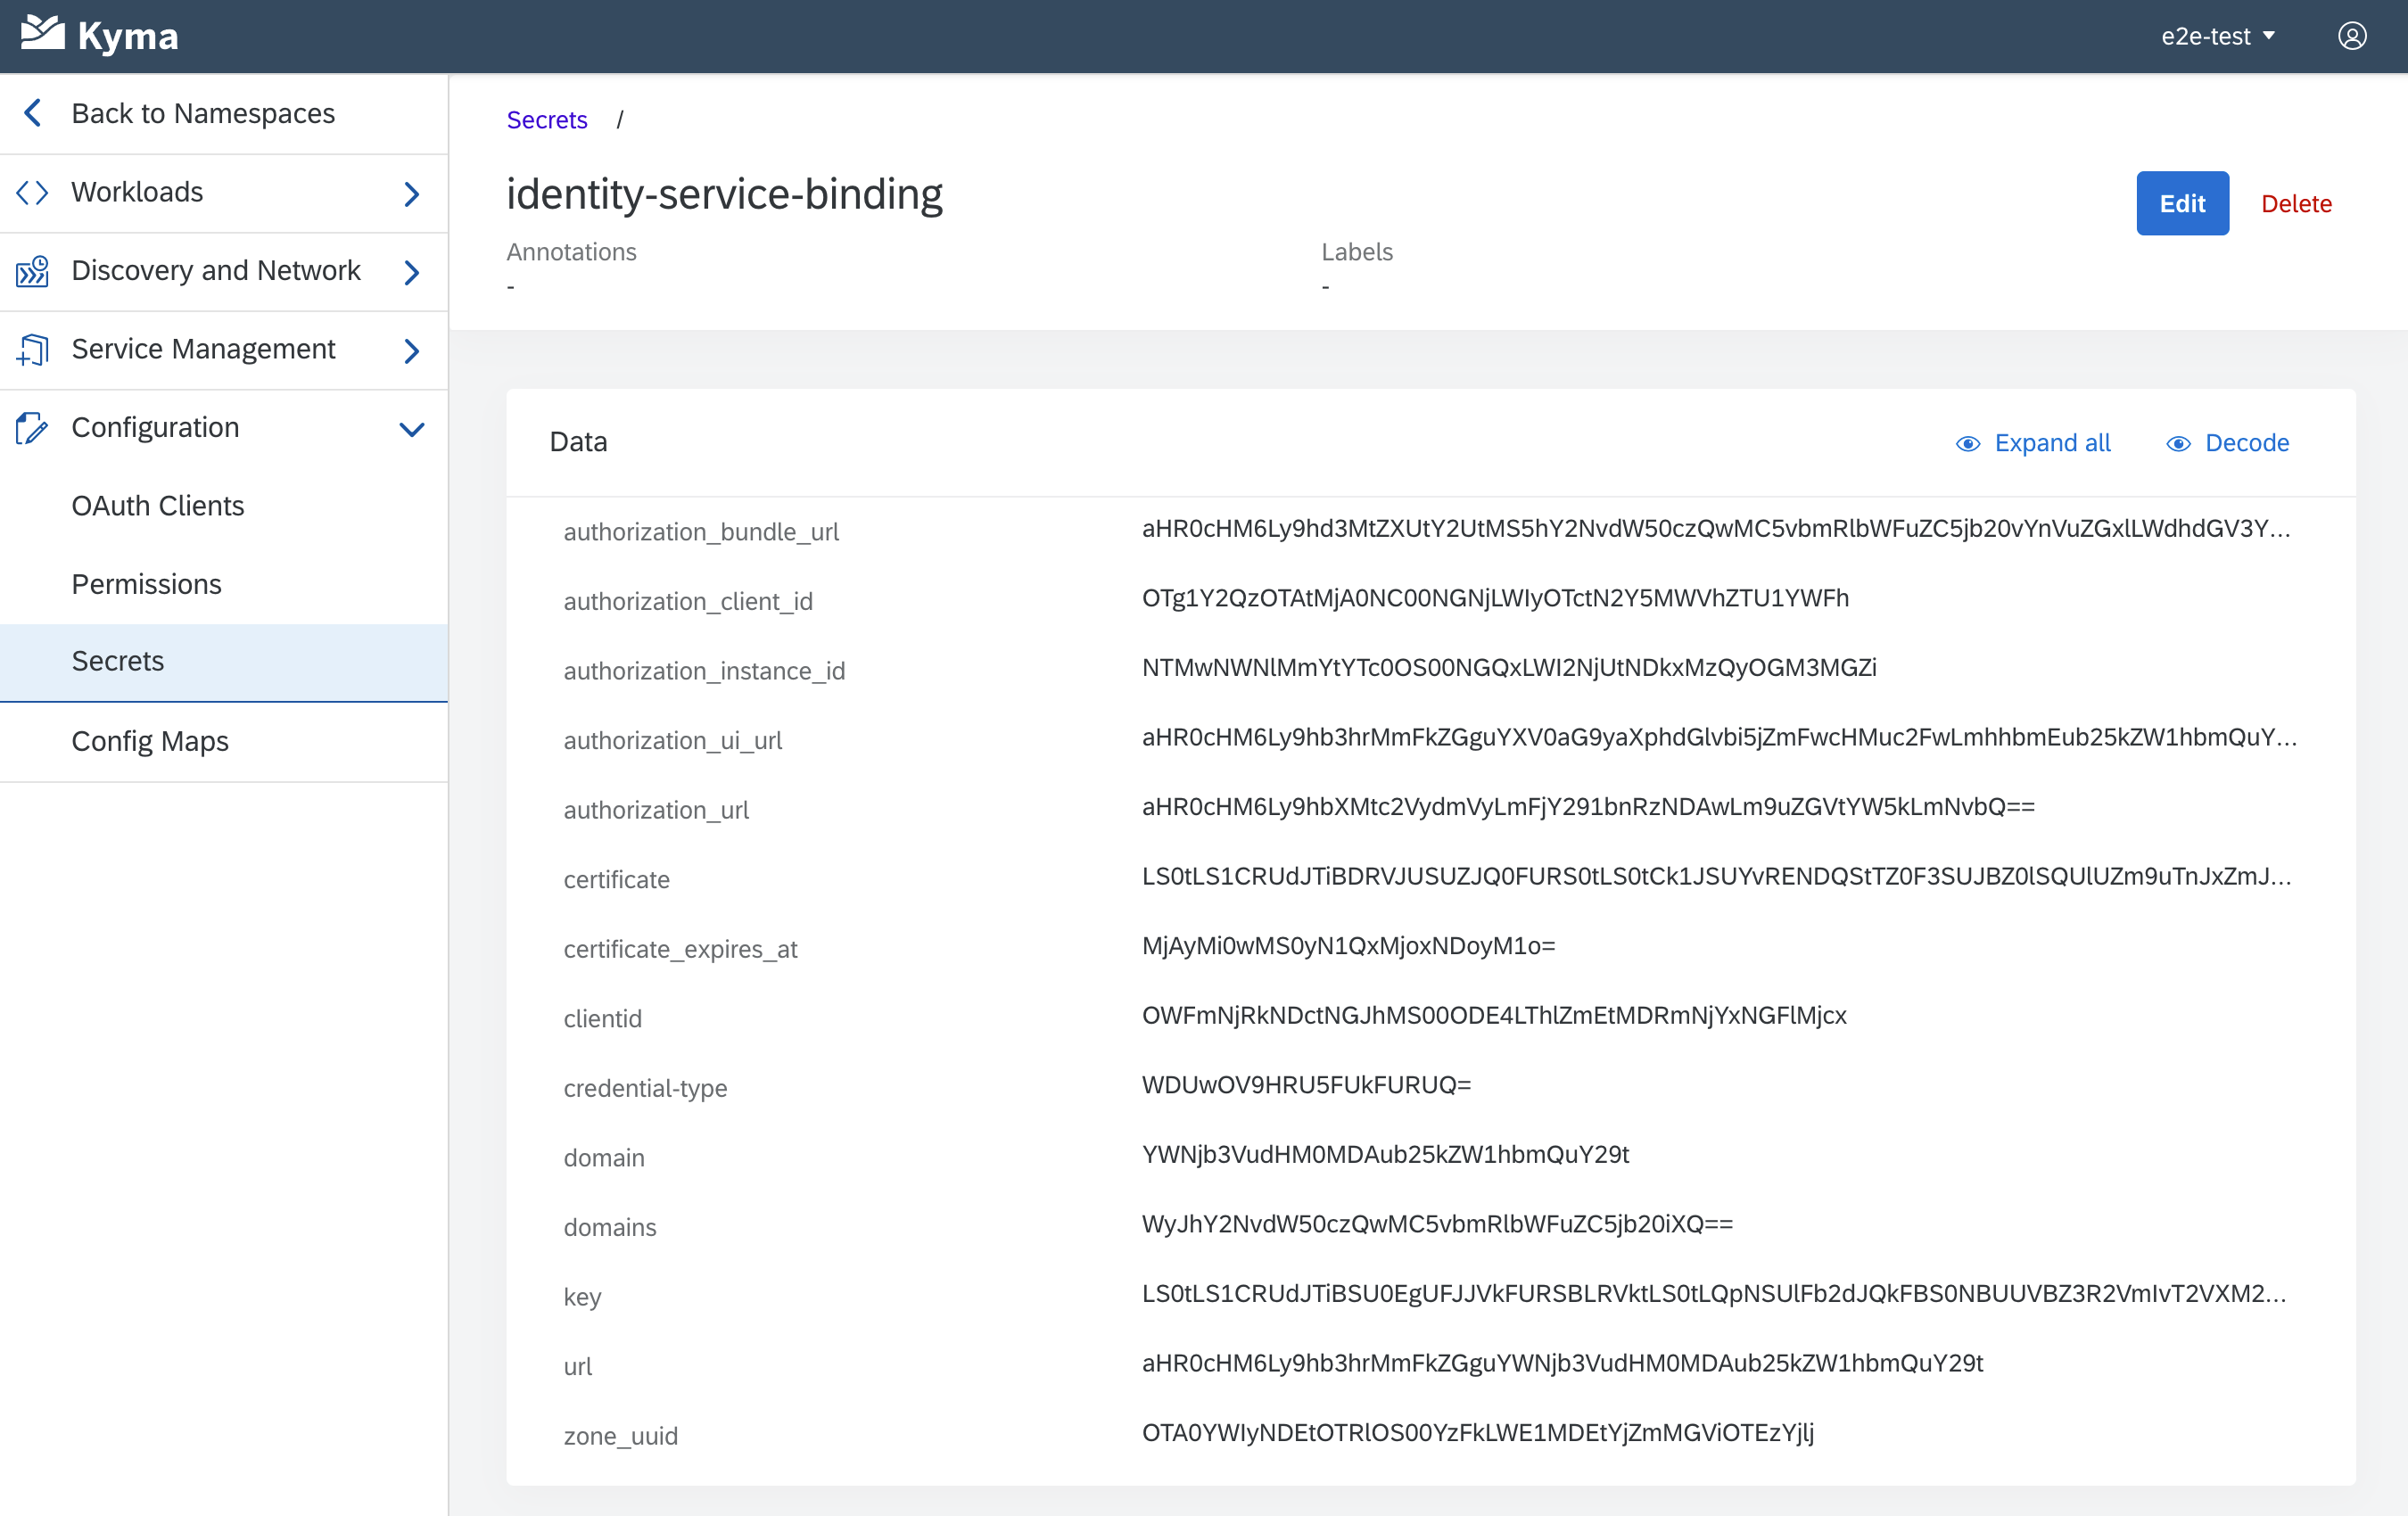 Kyma
e2e-test
Back to Namespaces
Workloads
Discovery and Network
Service Management
Configuration
OAuth Clients
Permissions
Secrets
Config Maps
Secrets /
identity-service-binding
Edit
Delete
Annotations
-
Labels
-
Data
Expand all
Decode
authorization_bundle_url aHR0cHM6Ly9hd3MtZXUtY2UtMS5hY2NvdW50czQwMC5vbmRlbWFuZC5jb20vYnVuZGxlLWdhdGV3Y...
authorization_client_id OTg1Y2QzOTAtMjA0NC00NGNjLWIyOTctN2Y5MWVhZTU1YWFh
authorization_instance_id NTMwNWNlMmYtYTc0OS00NGQxLWI2NjUtNDkxMzQyOGM3MGZi
authorization_ui_url aHR0cHM6Ly9hb3hrMmFkZGguYXV0aG9yaXphdGlvbi5jZmFwcHMuc2FwLmhhbmEub25kZW1hbmQuY...
authorization_url aHR0cHM6Ly9hbXMtc2VydmVyLmFjY291bnRzNDAwLm9uZGVtYW5kLmNvbQ==
certificate LS0tLS1CRUdJTiBDRVJUSUZJQ0FURS0tLS0tCk1JSUYvRENDQStTZ0F3SUJBZ0lSQUlUZm9uTnJxZmJ...
certificate_expires_at MjAyMi0wMS0yN1QxMjoxNDoyM1o=
clientid OWFmNjRkNDctNGJhMS00ODE4LThlZmEtMDRmNjYxNGFlMjcx
credential-type WDUwOV9HRU5FUkFURUQ=
domain YWNjb3VudHM0MDAub25kZW1hbmQuY29t
domains WyJhY2NvdW50czQwMC5vbmRlbWFuZC5jb20iXQ==
key LS0tLS1CRUdJTiBSU0EgUFJJVkFURSBLRVktLS0tLQpNSUlFb2dJQkFBS0NBUUVBZ3R2VmIvT2VXM2...
url aHR0cHM6Ly9hb3hrMmFkZGguYWNjb3VudHM0MDAub25kZW1hbmQuY29t
zone_uuid OTA0YWIyNDEtOTRlOS00YzFkLWE1MDEtYjZmMGViOTEzYjlj